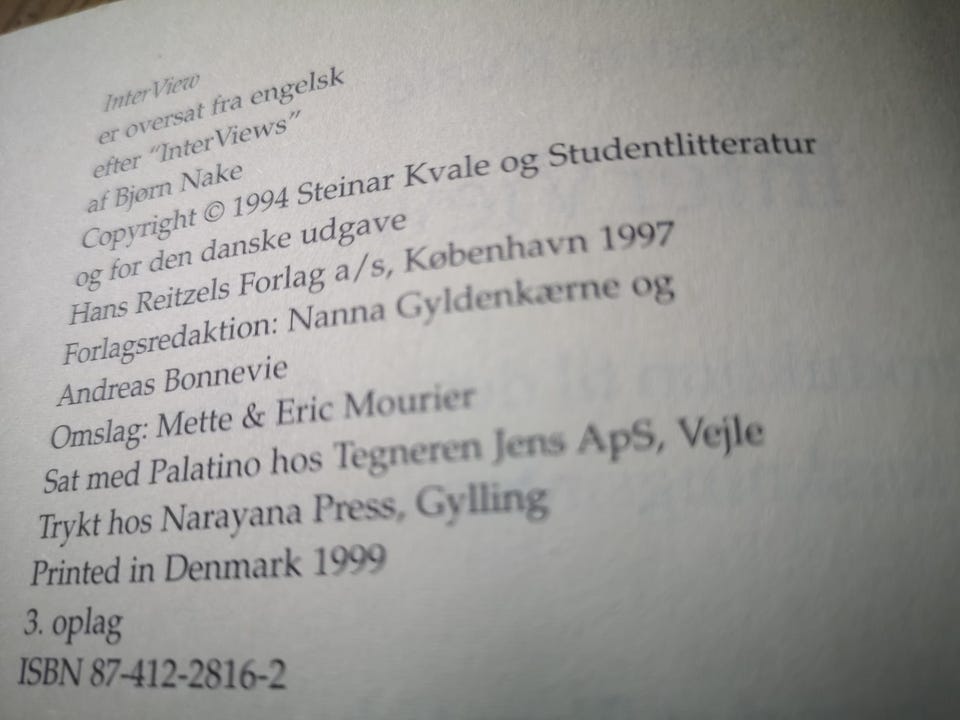 InterView
er oversat fra engelsk
efter "InterViews"
af Bjørn Nake
Copyright © 1994 Steinar Kvale og Studentlitteratur
og for den danske udgave
Hans Reitzels Forlag a/s, København 1997
Forlagsredaktion: Nanna Gyldenkærne og
Andreas Bonnevie
Omslag: Mette & Eric Mourier
Sat med Palatino hos Tegneren Jens ApS, Vejle
Trykt hos Narayana Press, Gylling
Printed in Denmark 1999
3. oplag
ISBN 87-412-2816-2